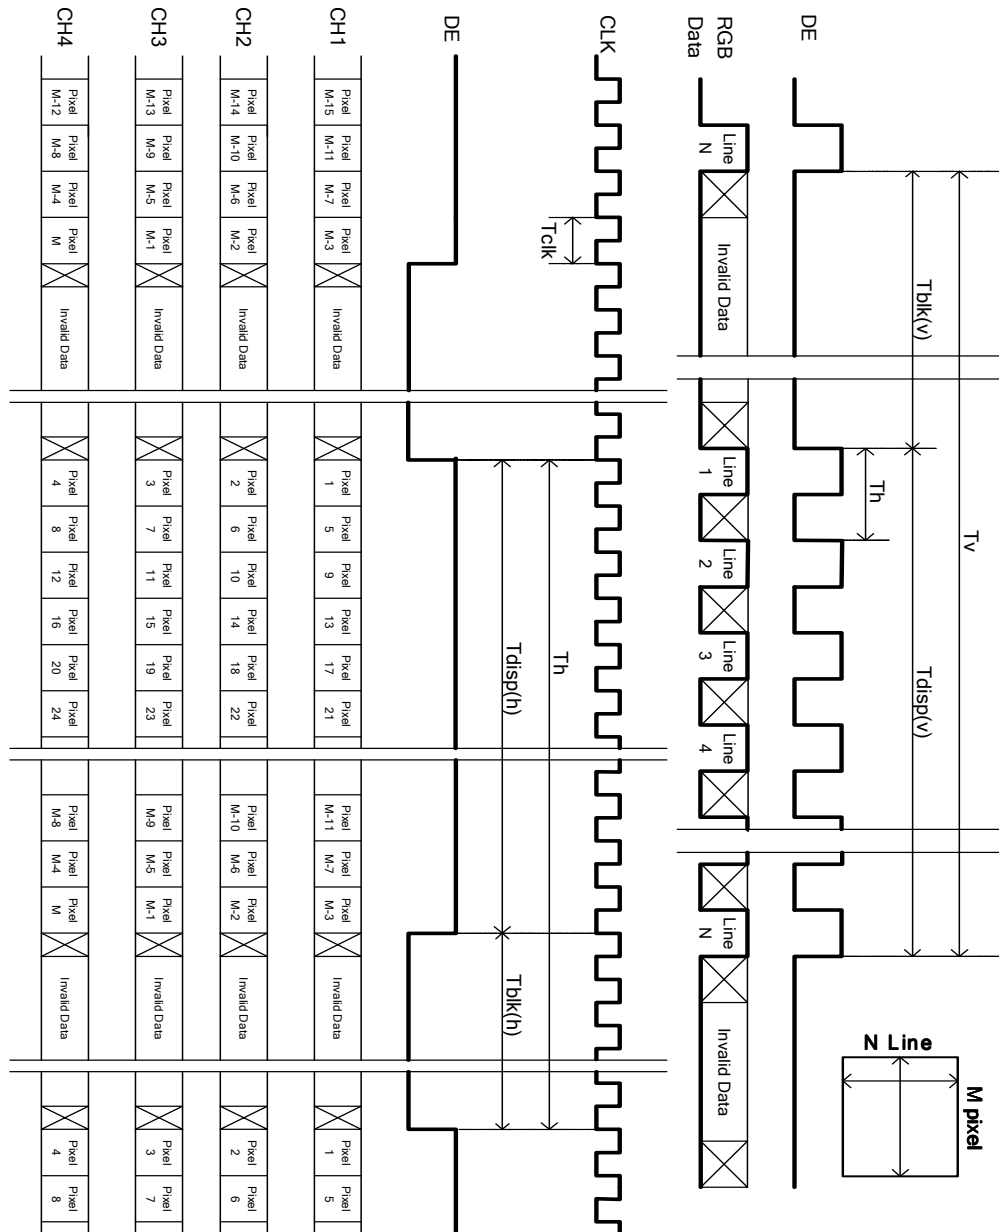 Tv
Tblk(v)
Tdisp(v)
Th
N Line
M pixel
DE
RGB
Data
Line
N
Invalid Data
Line
1
Line
2
Line
3
Line
4
Line
N
Invalid Data
CLK
Tclk
Th
Tdisp(h)
Tblk(h)
DE
CH1
Pixel
M-15
Pixel
M-11
Pixel
M-7
Pixel
M-3
Invalid Data
Pixel
1
Pixel
5
Pixel
9
Pixel
13
Pixel
17
Pixel
21
Pixel
M-11
Pixel
M-7
Pixel
M-3
Invalid Data
Pixel
1
Pixel
5
CH2
Pixel
M-14
Pixel
M-10
Pixel
M-6
Pixel
M-2
Invalid Data
Pixel
2
Pixel
6
Pixel
10
Pixel
14
Pixel
18
Pixel
22
Pixel
M-10
Pixel
M-6
Pixel
M-2
Invalid Data
Pixel
2
Pixel
6
CH3
Pixel
M-13
Pixel
M-9
Pixel
M-5
Pixel
M-1
Invalid Data
Pixel
3
Pixel
7
Pixel
11
Pixel
15
Pixel
19
Pixel
23
Pixel
M-9
Pixel
M-5
Pixel
M-1
Invalid Data
Pixel
3
Pixel
7
CH4
Pixel
M-12
Pixel
M-8
Pixel
M-4
Pixel
M
Invalid Data
Pixel
4
Pixel
8
Pixel
12
Pixel
16
Pixel
20
Pixel
24
Pixel
M-8
Pixel
M-4
Pixel
M
Invalid Data
Pixel
4
Pixel
8